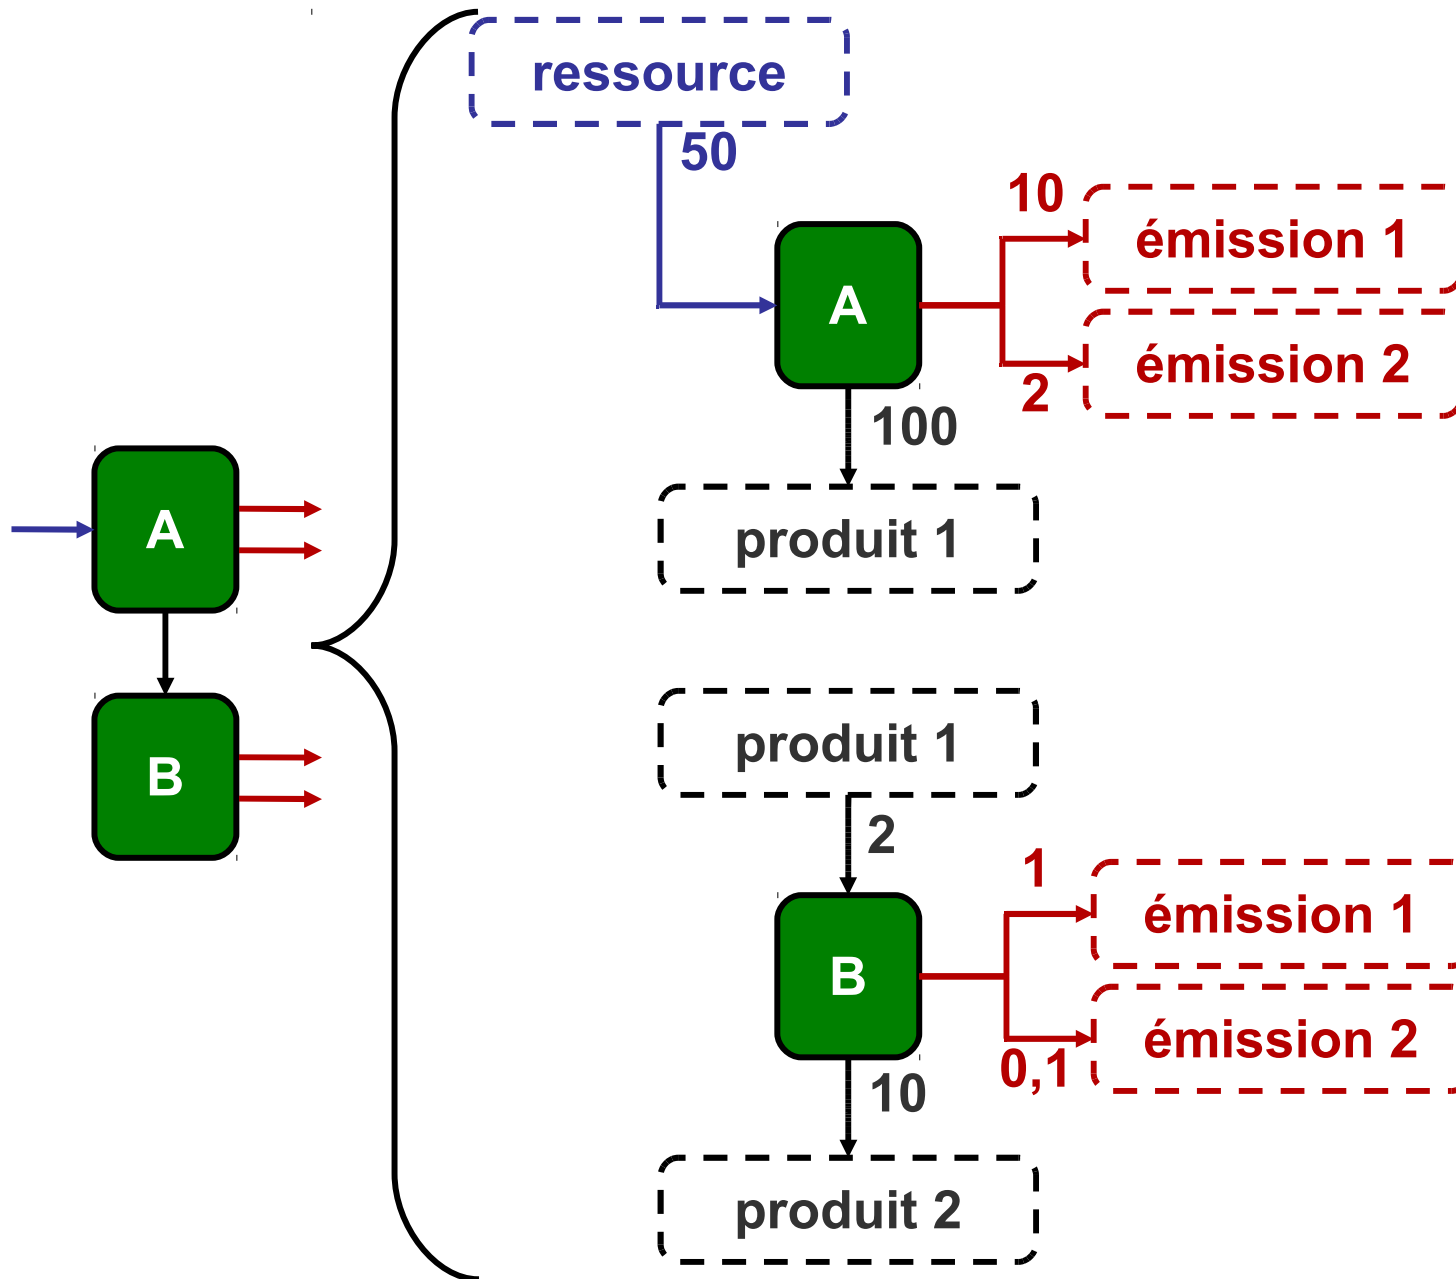 ressource
50
10
émission 1
A
émission 2
2
100
produit 1
A
B
produit 1
2
1
émission 1
B
émission 2
0,1
10
produit 2